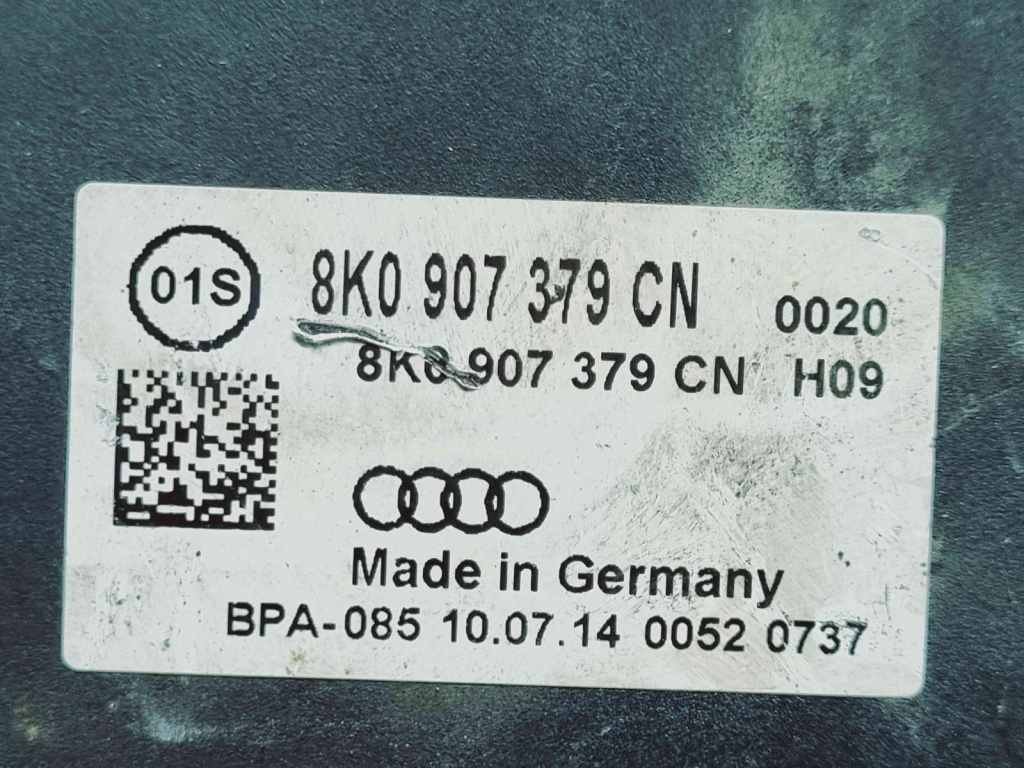 01S
8K0 907 379 CN 0020
8K0 907 379 CN H09
Made in Germany
BPA-085 10.07.14 0052 0737